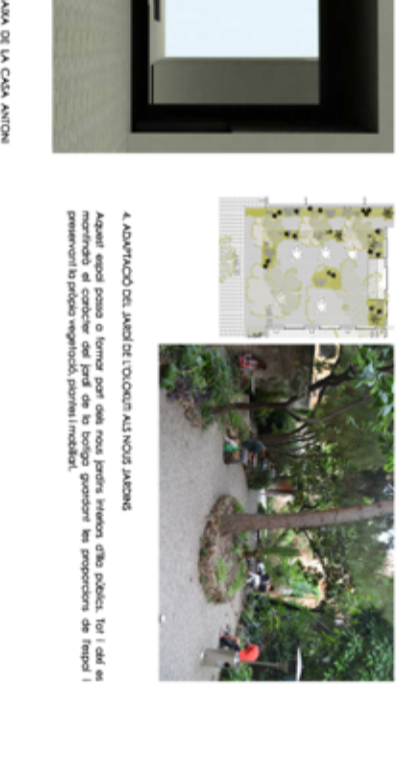 AIXA DE LA CASA ANTONI
4. ADAPTACIÓ DEL JARDÍ DE L'OLOKUTI ALS NOUS JARDINS
Aquest espai passa a formar part dels nous jardins interiors d'illa públics. Tot i així es
mantindrà el caràcter del jardí de la botiga guardant les proporcions de l'espai i
preservant la pròpia vegetació, plantes i mobiliari.